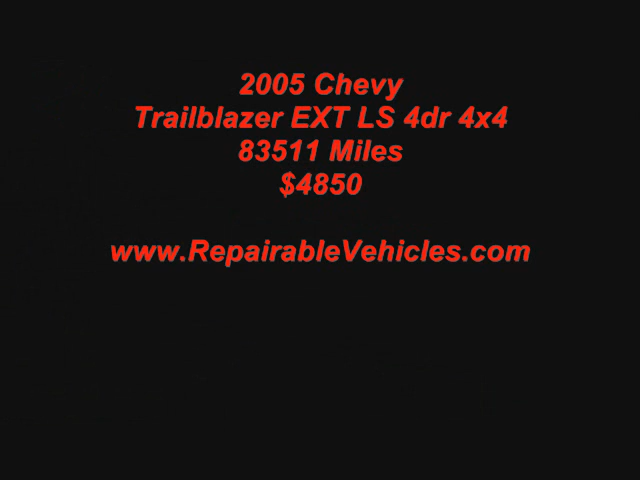 2005 Chevy
Trailblazer EXT LS 4dr 4x4
83511 Miles
$4850
www.RepairableVehicles.com